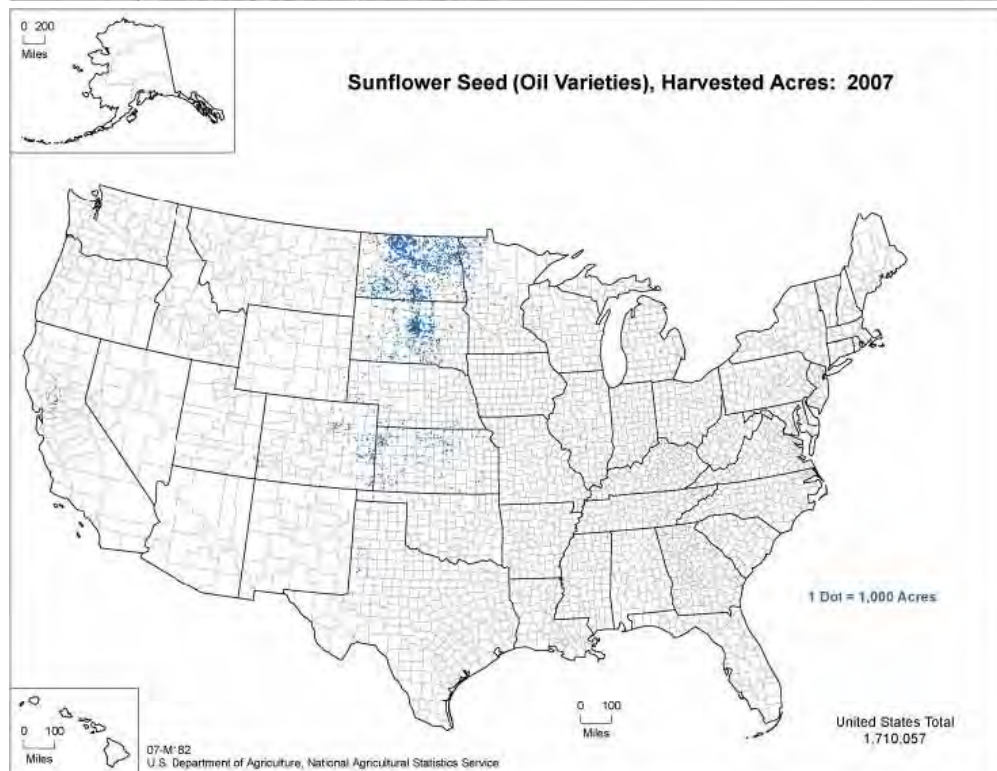 0 200
Miles
Sunflower Seed (Oil Varieties), Harvested Acres: 2007
1 Dot = 1,000 Acres
0 100
Miles
0 100
Miles
United States Total
1,710,057
07-M'82
U.S. Department of Agriculture, National Agricultural Statistics Service